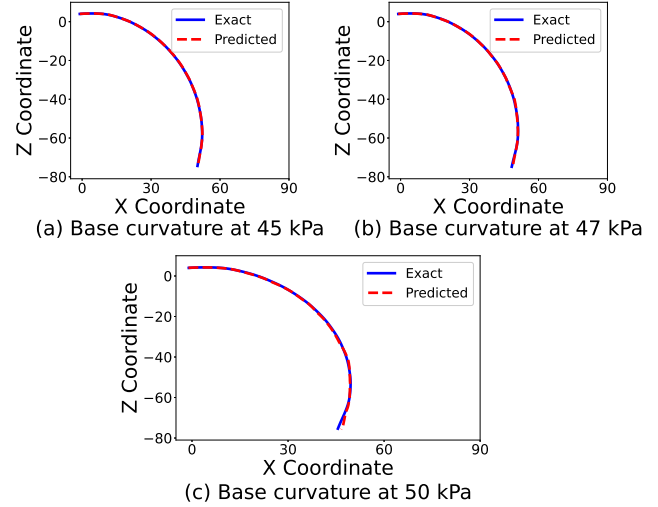 Exact
Predicted
0
−20
−40
−60
−80
Z Coordinate
0
30
60
90
X Coordinate
(a) Base curvature at 45 kPa
Exact
Predicted
0
−20
−40
−60
−80
Z Coordinate
0
30
60
90
X Coordinate
(b) Base curvature at 47 kPa
Exact
Predicted
0
−20
−40
−60
−80
Z Coordinate
0
30
60
90
X Coordinate
(c) Base curvature at 50 kPa